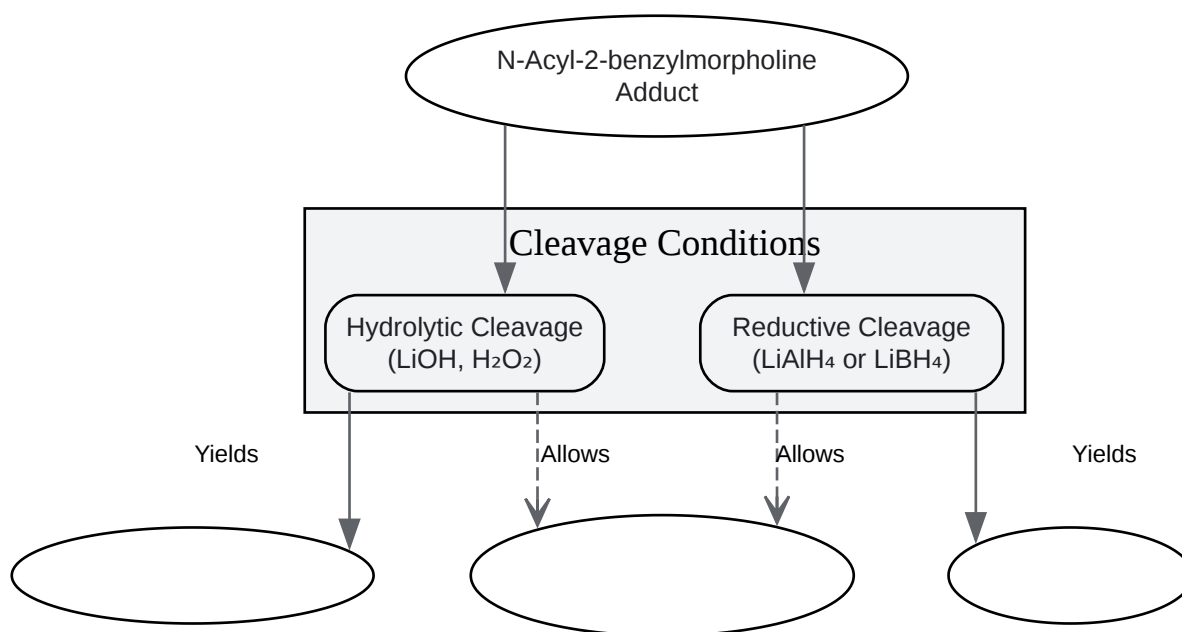 N-Acyl-2-benzylmorpholine
Adduct
Cleavage Conditions
Hydrolytic Cleavage
(LiOH, H₂O₂)
Reductive Cleavage
(LiAlH₄ or LiBH₄)
Yields
Allows
Allows
Yields